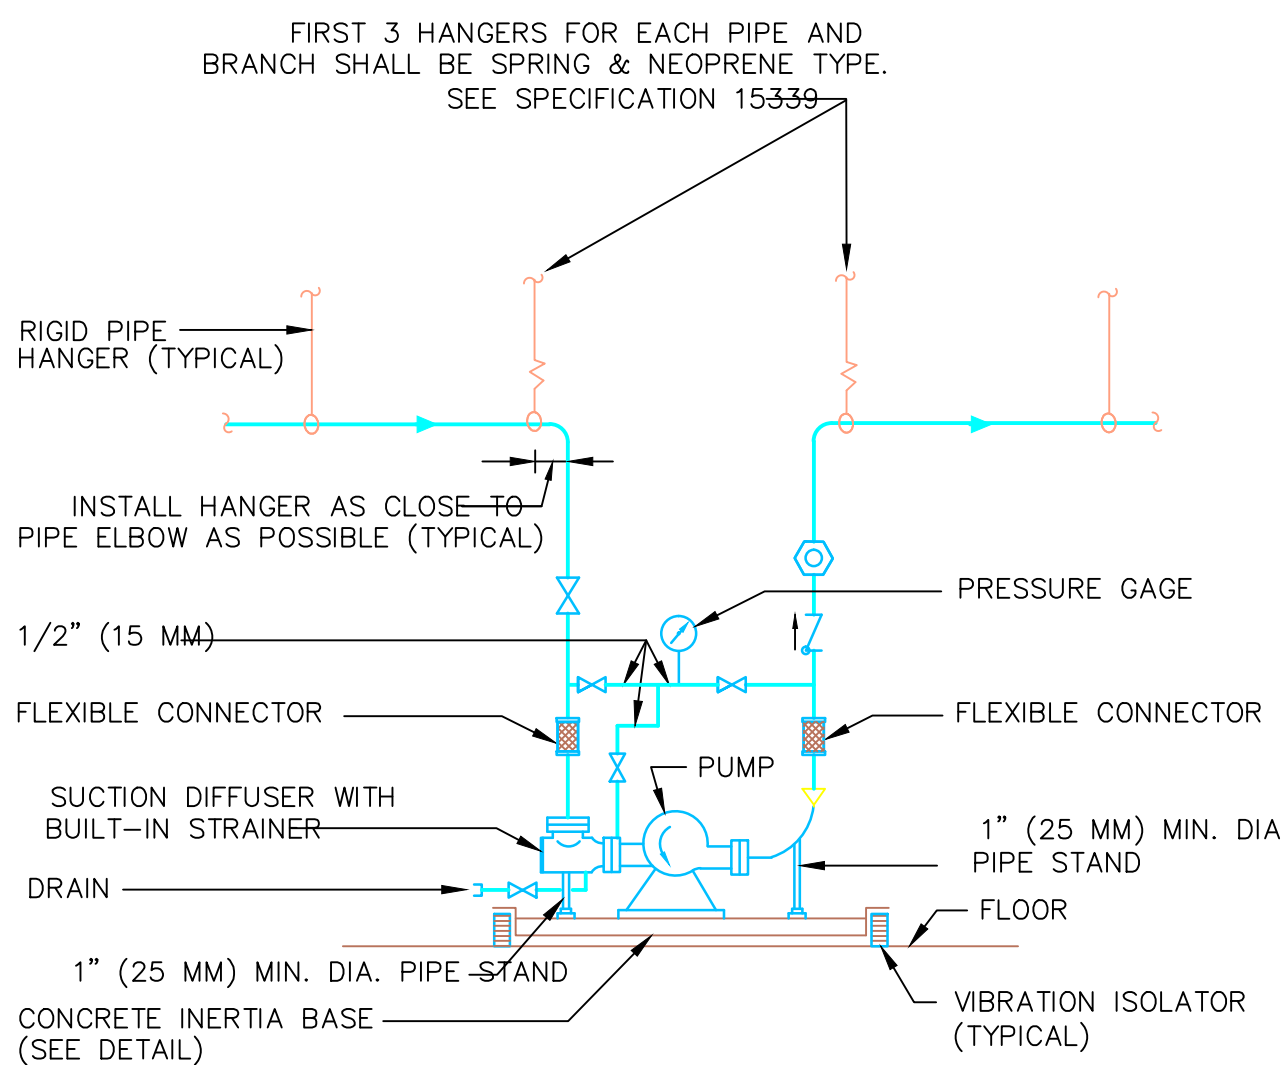 FIRST 3 HANGERS FOR EACH PIPE AND
BRANCH SHALL BE SPRING & NEOPRENE TYPE.
SEE SPECIFICATION 15339
RIGID PIPE
HANGER (TYPICAL)
INSTALL HANGER AS CLOSE TO
PIPE ELBOW AS POSSIBLE (TYPICAL)
PRESSURE GAGE
1/2" (15 MM)
FLEXIBLE CONNECTOR
FLEXIBLE CONNECTOR
PUMP
SUCTION DIFFUSER WITH
BUILT-IN STRAINER
1" (25 MM) MIN. DIA
PIPE STAND
DRAIN
FLOOR
1" (25 MM) MIN. DIA. PIPE STAND
VIBRATION ISOLATOR
(TYPICAL)
CONCRETE INERTIA BASE
(SEE DETAIL)